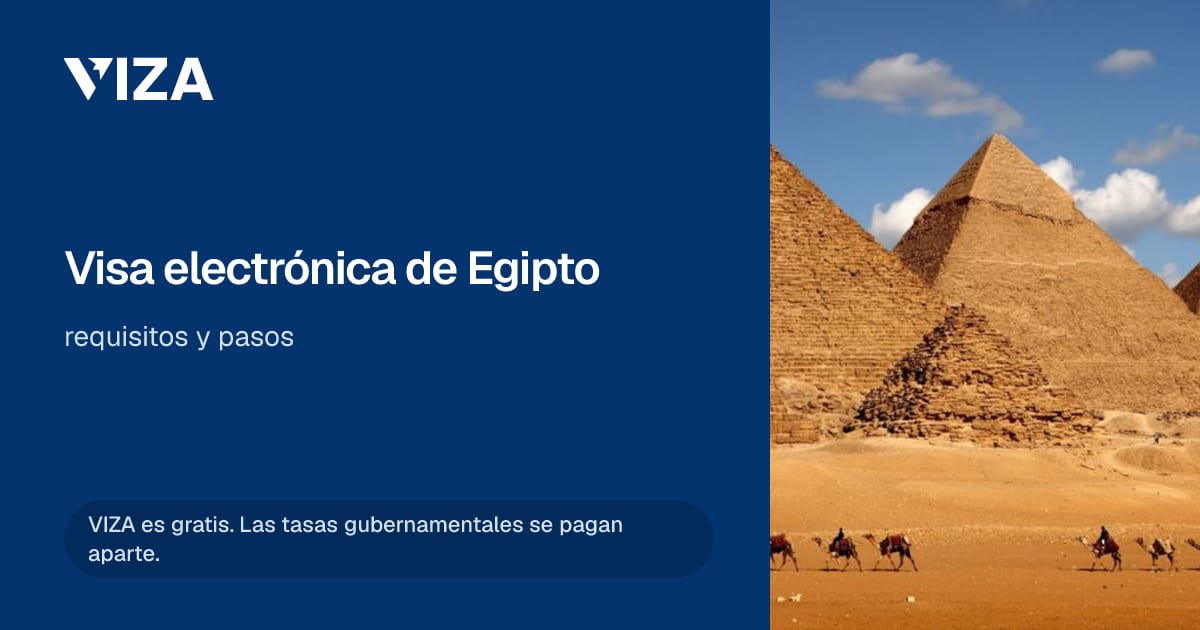 VIZA
Visa electrónica de Egipto
requisitos y pasos
VIZA es gratis. Las tasas gubernamentales se pagan
aparte.